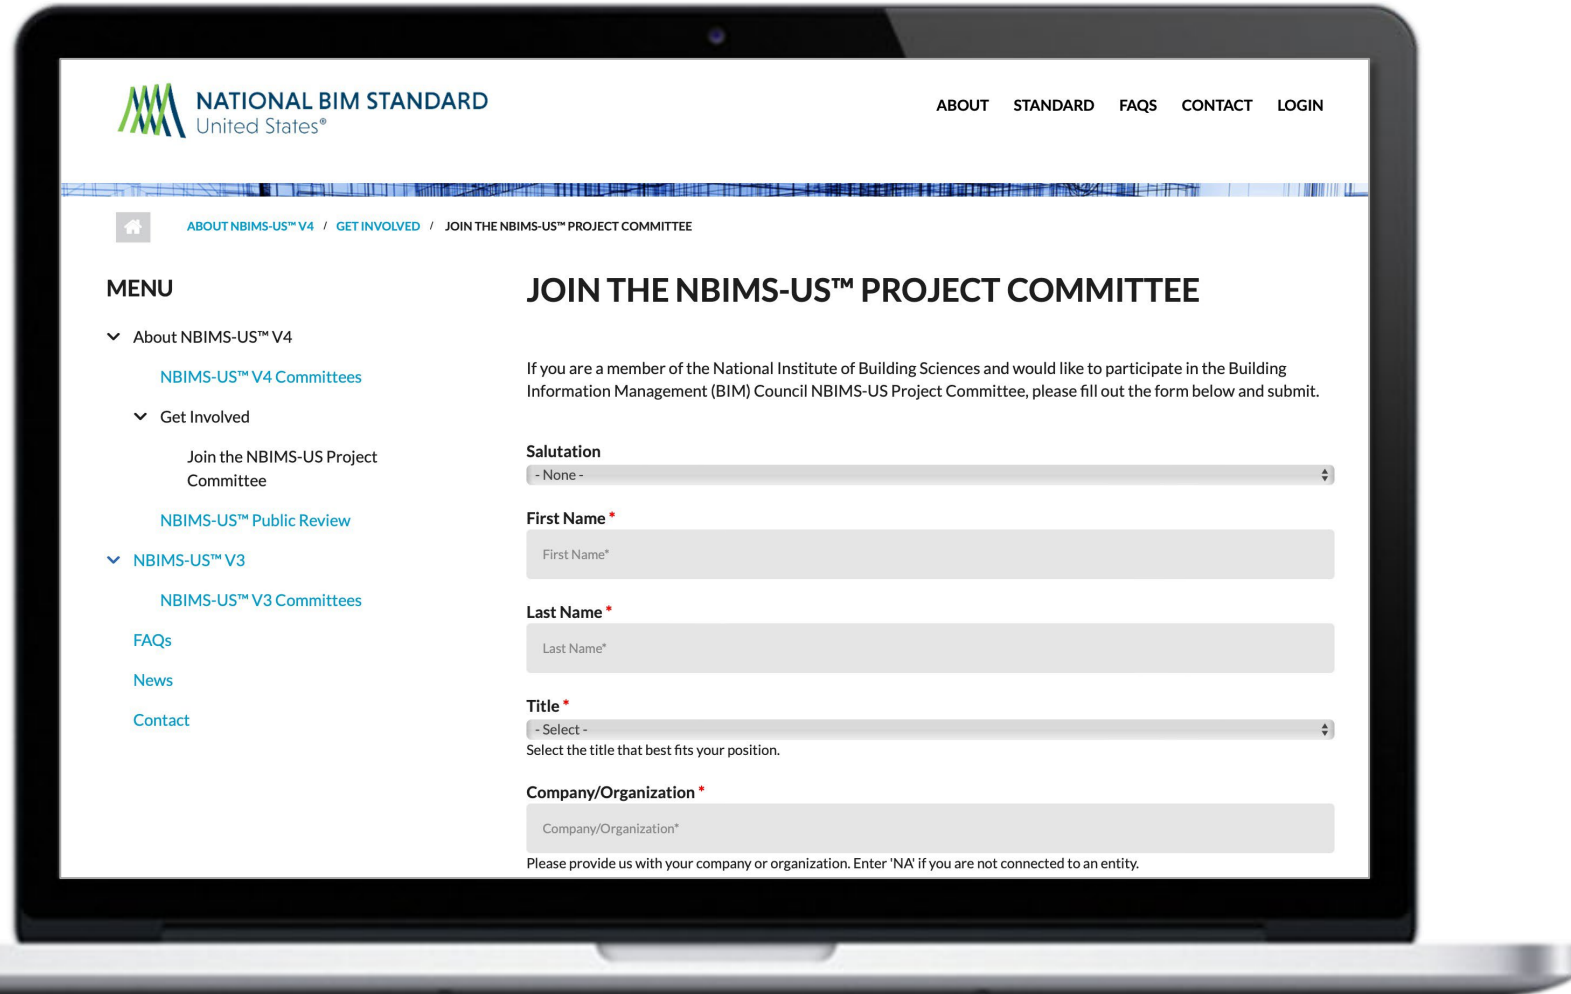 NATIONAL BIM STANDARD
United States®
ABOUT STANDARD FAQS CONTACT LOGIN
ABOUT NBIMS-US™ V4 / GET INVOLVED / JOIN THE NBIMS-US™ PROJECT COMMITTEE
MENU
About NBIMS-US™ V4
NBIMS-US™ V4 Committees
Get Involved
Join the NBIMS-US Project
Committee
NBIMS-US™ Public Review
NBIMS-US™ V3
NBIMS-US™ V3 Committees
FAQs
News
Contact
JOIN THE NBIMS-US™ PROJECT COMMITTEE
If you are a member of the National Institute of Building Sciences and would like to participate in the Building
Information Management (BIM) Council NBIMS-US Project Committee, please fill out the form below and submit.
Salutation
- None -
First Name *
First Name*
Last Name *
Last Name*
Title *
- Select -
Select the title that best fits your position.
Company/Organization *
Company/Organization*
Please provide us with your company or organization. Enter 'NA' if you are not connected to an entity.